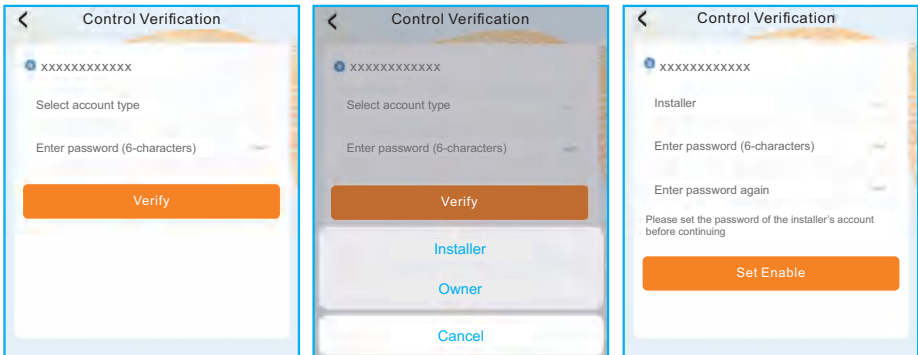 Control Verification
xxxxxxxxxxxx
Select account type
Enter password (6-characters)
Verify
Control Verification
xxxxxxxxxxxx
Select account type
Enter password (6-characters)
Verify
Installer
Owner
Cancel
Control Verification
xxxxxxxxxxxx
Installer
Enter password (6-characters)
Enter password again
Please set the password of the installer's account
before continuing
Set Enable